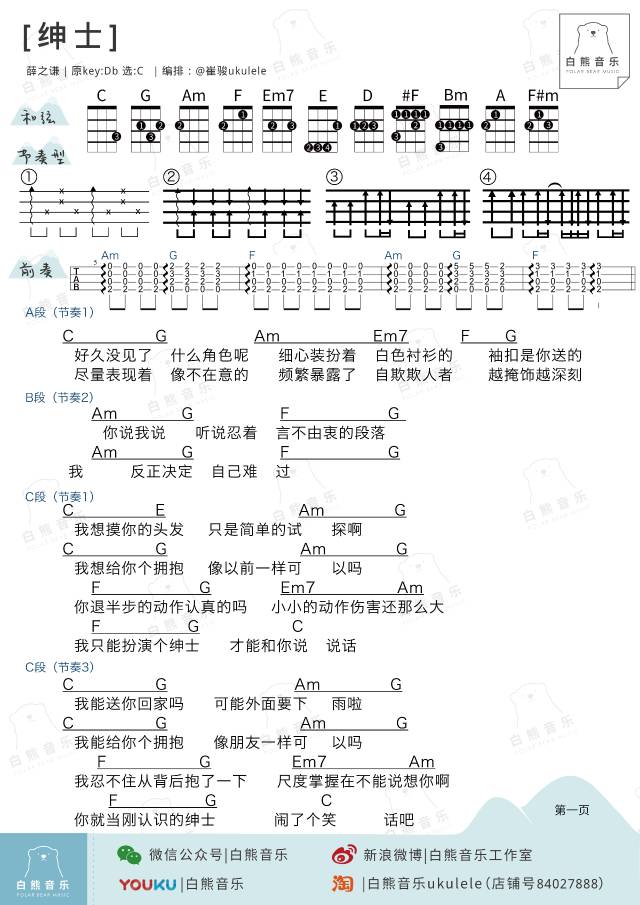 [绅士]
薛之谦 | 原key:Db 选:C | 编排：@崔骏ukulele
白熊音乐
POLAR BEAR MUSIC
和弦
C G Am F Em7 E D #F Bm A F#m
节奏型
① ② ③ ④
前奏
Am G F Am G F
A段（节奏1）
C G Am Em7 F G
好久没见了 什么角色呢 细心装扮着 白色衬衫的 袖扣是你送的
尽量表现着 像不在意的 频繁暴露了 自欺欺人者 越掩饰越深刻
B段（节奏2）
Am G F G
你说我说 听说忍着 言不由衷的段落
Am G F G
我 反正决定 自己难 过
C段（节奏1）
C E Am G
我想摸你的头发 只是简单的试 探啊
C G Am G
我想给你个拥抱 像以前一样可 以吗
F G Em7 Am
你退半步的动作认真的吗 小小的动作伤害还那么大
F G C
我只能扮演个绅士 才能和你说 说话
C段（节奏3）
C G Am G
我能送你回家吗 可能外面要下 雨啦
C G Am G
我能给你个拥抱 像朋友一样可 以吗
F G Em7 Am
我忍不住从背后抱了一下 尺度掌握在不能说想你啊
F G C
你就当刚认识的绅士 闹了个笑 话吧
第一页
白熊音乐
POLAR BEAR MUSIC
微信公众号|白熊音乐
新浪微博|白熊音乐工作室
YOUKU|白熊音乐
淘|白熊音乐ukulele（店铺号84027888）